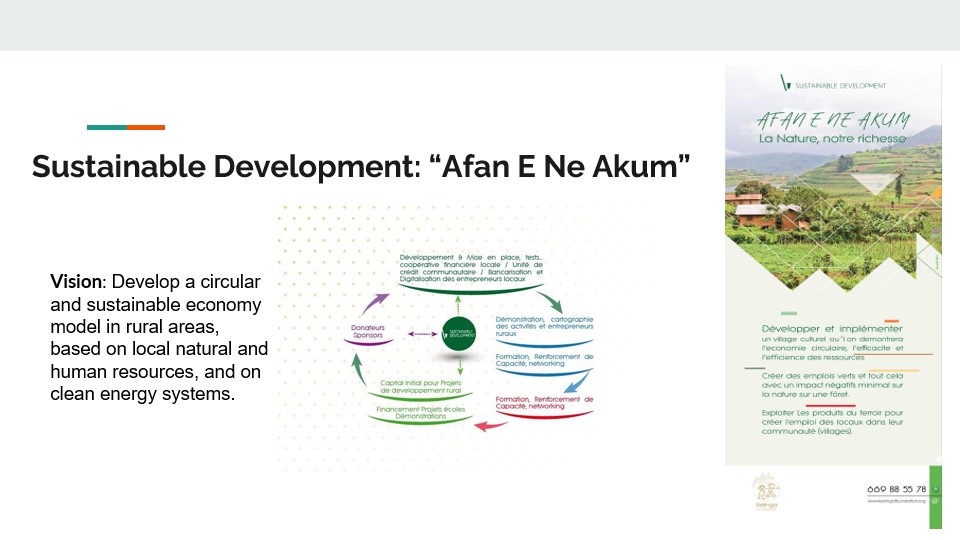 Sustainable Development: “Afan E Ne Akum”
Vision: Develop a circular
and sustainable economy
model in rural areas,
based on local natural and
human resources, and on
clean energy systems.
Développement & Mise en place, tests...
coopérative financière locale / Unité de
crédit communautaire / Bancarisation et
Digitalisation des entrepreneurs locaux
Donateurs
Sponsors
SUSTAINABLE
DEVELOPMENT
Démonstration, cartographie
des activités et entrepreneurs
ruraux
Formation, Renforcement de
Capacité, networking
Formation, Renforcement de
Capacité, networking
Capital Initial pour Projets
de developpement rural
Financement Projets écoles
Démonstrations
SUSTAINABLE DEVELOPMENT
AFAN E NE AKUM
La Nature, notre richesse
Développer et implémenter
un village culturel ou l'on demontrera
l'economie circulaire, l'efficacite et
l'efficience des ressources
Créer des emplois verts et tout cela
avec un impact négatifs minimal sur
la nature sur une fôret.
Exploiter Les produits du terroir pour
créer l'emploi des locaux dans leur
communauté (villages).
669 88 55 78